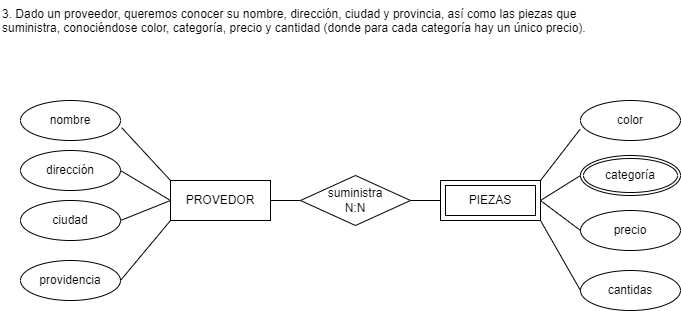 3. Dado un proveedor, queremos conocer su nombre, dirección, ciudad y provincia, así como las piezas que
suministra, conociéndose color, categoría, precio y cantidad (donde para cada categoría hay un único precio).
nombre
dirección
ciudad
providencia
PROVEDOR
suministra
N:N
PIEZAS
color
categoría
precio
cantidas